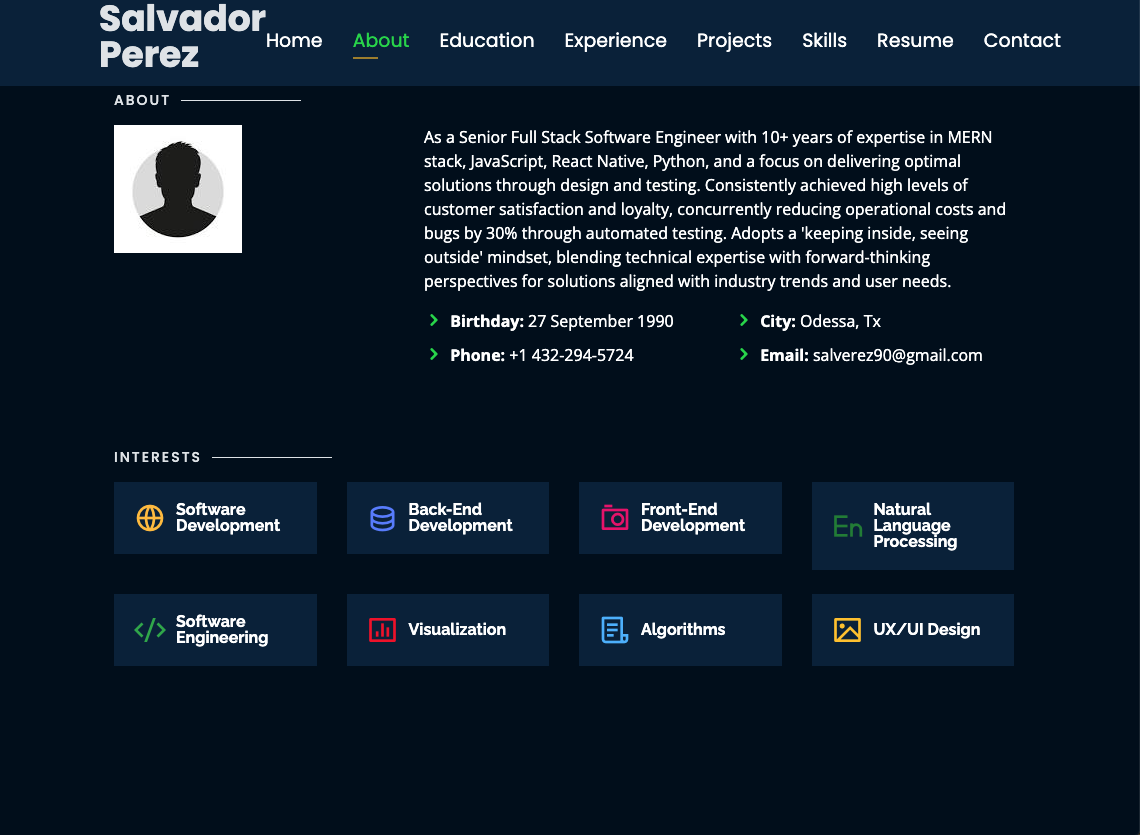 Salvador
Perez
Home About Education Experience Projects Skills Resume Contact
ABOUT
As a Senior Full Stack Software Engineer with 10+ years of expertise in MERN
stack, JavaScript, React Native, Python, and a focus on delivering optimal
solutions through design and testing. Consistently achieved high levels of
customer satisfaction and loyalty, concurrently reducing operational costs and
bugs by 30% through automated testing. Adopts a 'keeping inside, seeing
outside' mindset, blending technical expertise with forward-thinking
perspectives for solutions aligned with industry trends and user needs.
Birthday: 27 September 1990
City: Odessa, Tx
Phone: +1 432-294-5724
Email: salverez90@gmail.com
INTERESTS
Software
Development
Back-End
Development
Front-End
Development
En
Natural
Language
Processing
</>
Software
Engineering
Visualization
Algorithms
UX/UI Design